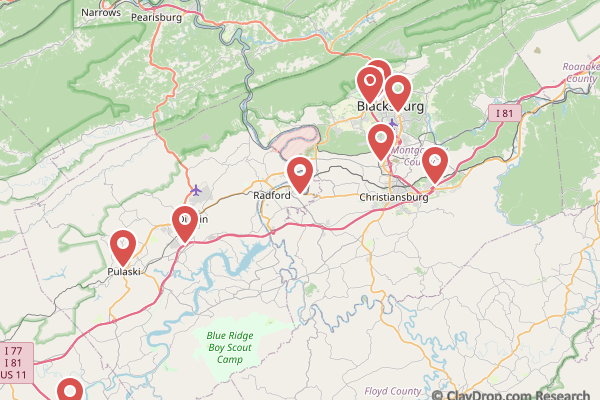 Narrows
Pearisburg
Roanoke
County
Blacksburg
I 81
Montgo
County
Radford
Christiansburg
Pulaski
Blue Ridge
Boy Scout
Camp
I 77
I 81
US 11
Floyd County
© ClayDrop.com Research